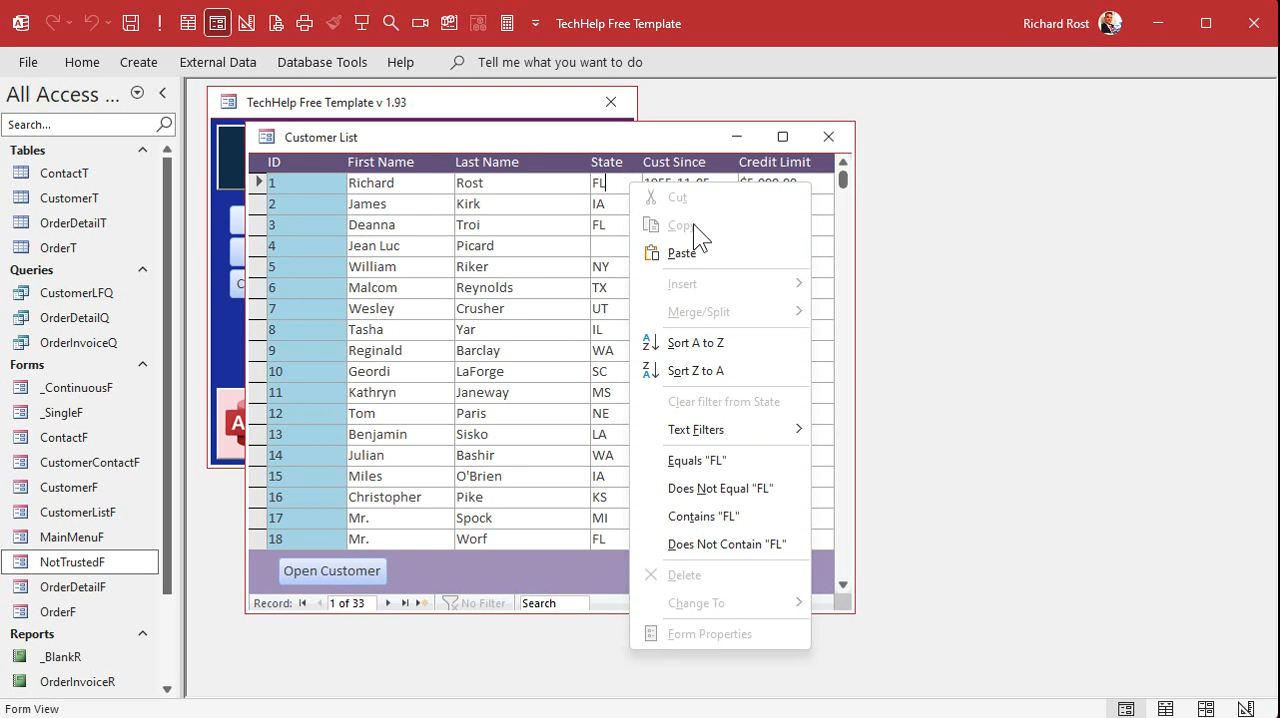 TechHelp Free Template
Richard Rost
File Home Create External Data Database Tools Help Tell me what you want to do
All Access ...
Search...
Tables
ContactT
CustomerT
OrderDetailT
OrderT
Queries
CustomerLFQ
OrderDetailQ
OrderInvoiceQ
Forms
_ContinuousF
_SingleF
ContactF
CustomerContactF
CustomerF
CustomerListF
MainMenuF
NotTrustedF
OrderDetailF
OrderF
Reports
_BlankR
OrderInvoiceR
TechHelp Free Template v 1.93
Customer List
ID First Name Last Name State Cust Since Credit Limit
1 Richard Rost FL
2 James Kirk IA
3 Deanna Troi FL
4 Jean Luc Picard
5 William Riker NY
6 Malcom Reynolds TX
7 Wesley Crusher UT
8 Tasha Yar IL
9 Reginald Barclay WA
10 Geordi LaForge SC
11 Kathryn Janeway MS
12 Tom Paris NE
13 Benjamin Sisko LA
14 Julian Bashir WA
15 Miles O'Brien IA
16 Christopher Pike KS
17 Mr. Spock MI
18 Mr. Worf FL
Open Customer
Record: 1 of 33 No Filter Search
Cut
Copy
Paste
Insert
Merge/Split
Sort A to Z
Sort Z to A
Clear filter from State
Text Filters
Equals "FL"
Does Not Equal "FL"
Contains "FL"
Does Not Contain "FL"
Delete
Change To
Form Properties
Form View